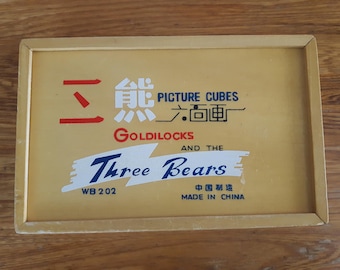 三熊 PICTURE CUBES
六面画
GOLDILOCKS
AND THE
Three Bears
WB 202 中国制造
MADE IN CHINA